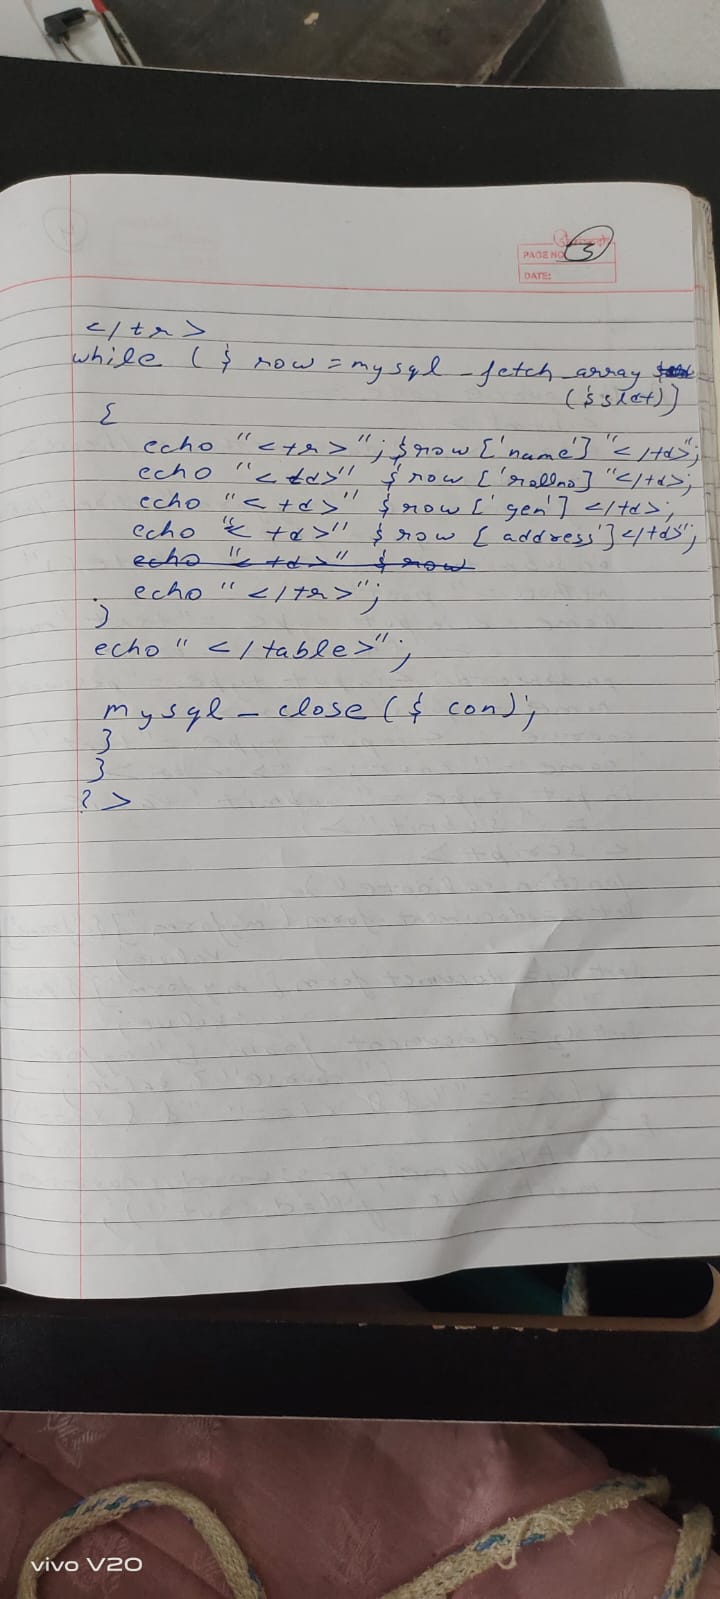 PAGE NO. 3
DATE:
</tr>
while ( $ row = mysql_fetch_array
($slct)]
{
echo "<tr>"; $row ['name'] "</td>";
echo "<td>" $ row ['rollno] "</td>;
echo "<td>" $ row [' gen'] </td>;
echo "< td>" $ row [ address'] </td>";
echo "<td>" $ row
echo " </tr>";
}
echo " </table>";
mysql_close ( $ con);
}
}
?>
vivo V20